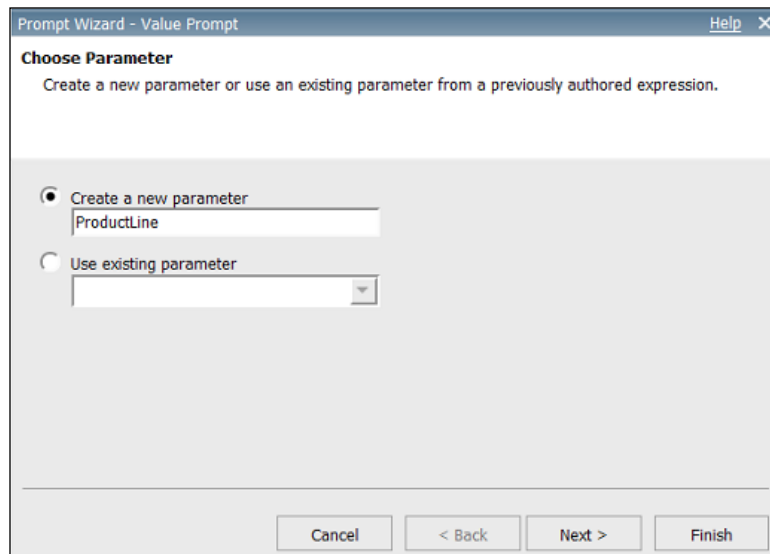 Prompt Wizard - Value Prompt Help
Choose Parameter
Create a new parameter or use an existing parameter from a previously authored expression.
Create a new parameter
ProductLine
Use existing parameter
Cancel < Back Next > Finish